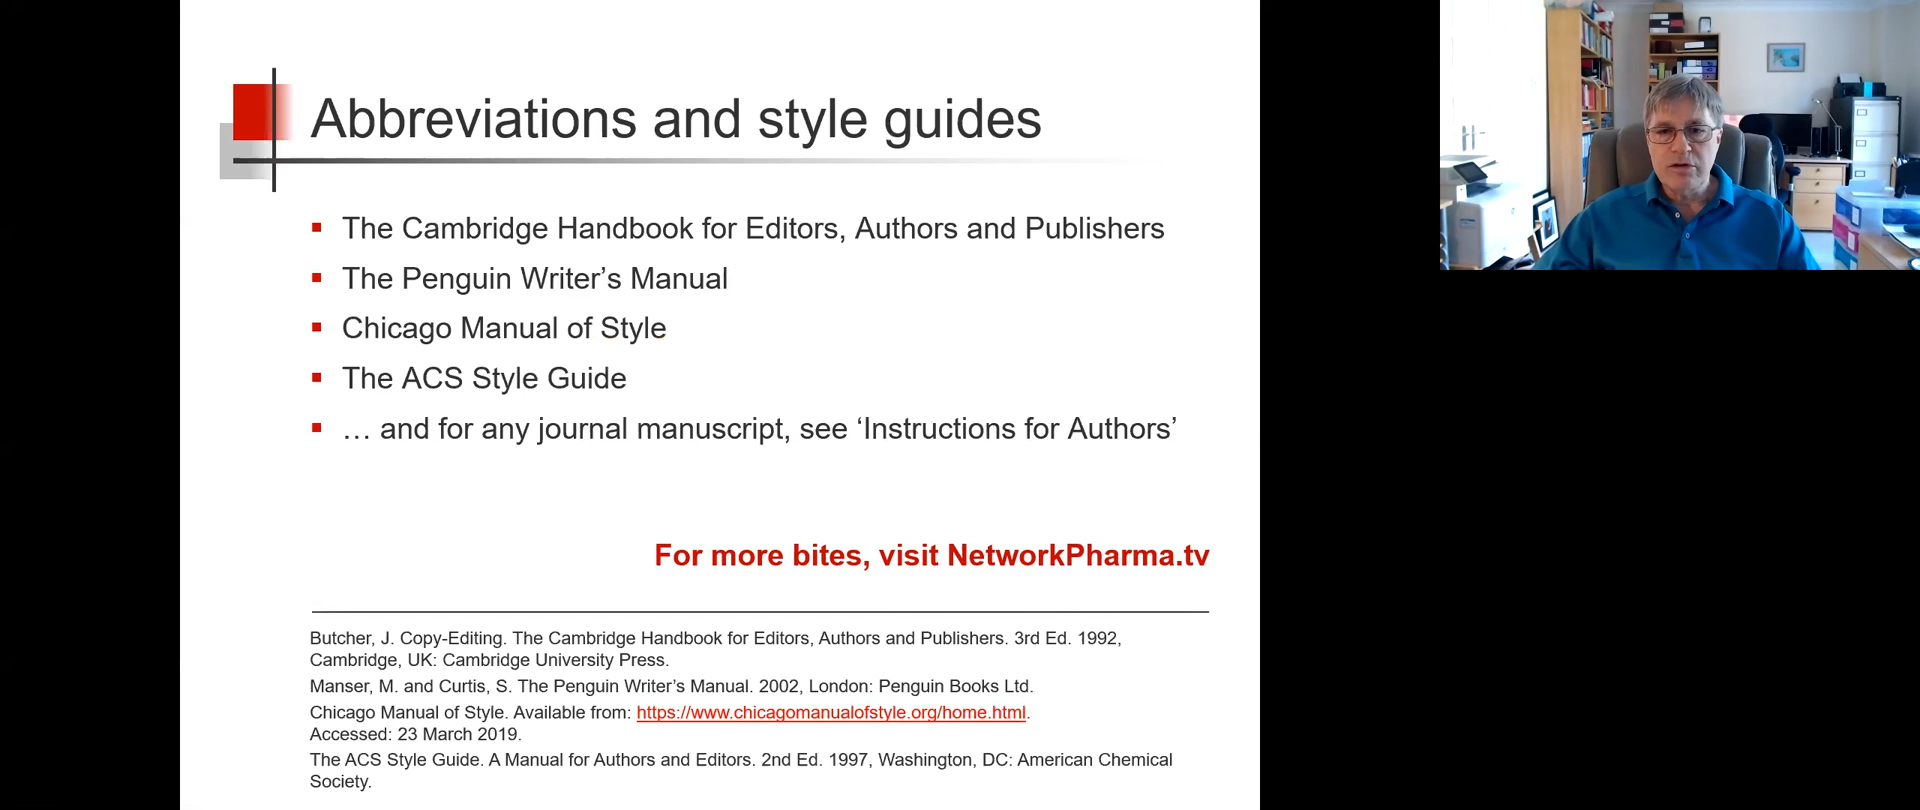 Abbreviations and style guides
The Cambridge Handbook for Editors, Authors and Publishers
The Penguin Writer’s Manual
Chicago Manual of Style
The ACS Style Guide
… and for any journal manuscript, see ‘Instructions for Authors’
For more bites, visit NetworkPharma.tv
Butcher, J. Copy-Editing. The Cambridge Handbook for Editors, Authors and Publishers. 3rd Ed. 1992,
Cambridge, UK: Cambridge University Press.
Manser, M. and Curtis, S. The Penguin Writer’s Manual. 2002, London: Penguin Books Ltd.
Chicago Manual of Style. Available from: https://www.chicagomanualofstyle.org/home.html.
Accessed: 23 March 2019.
The ACS Style Guide. A Manual for Authors and Editors. 2nd Ed. 1997, Washington, DC: American Chemical
Society.